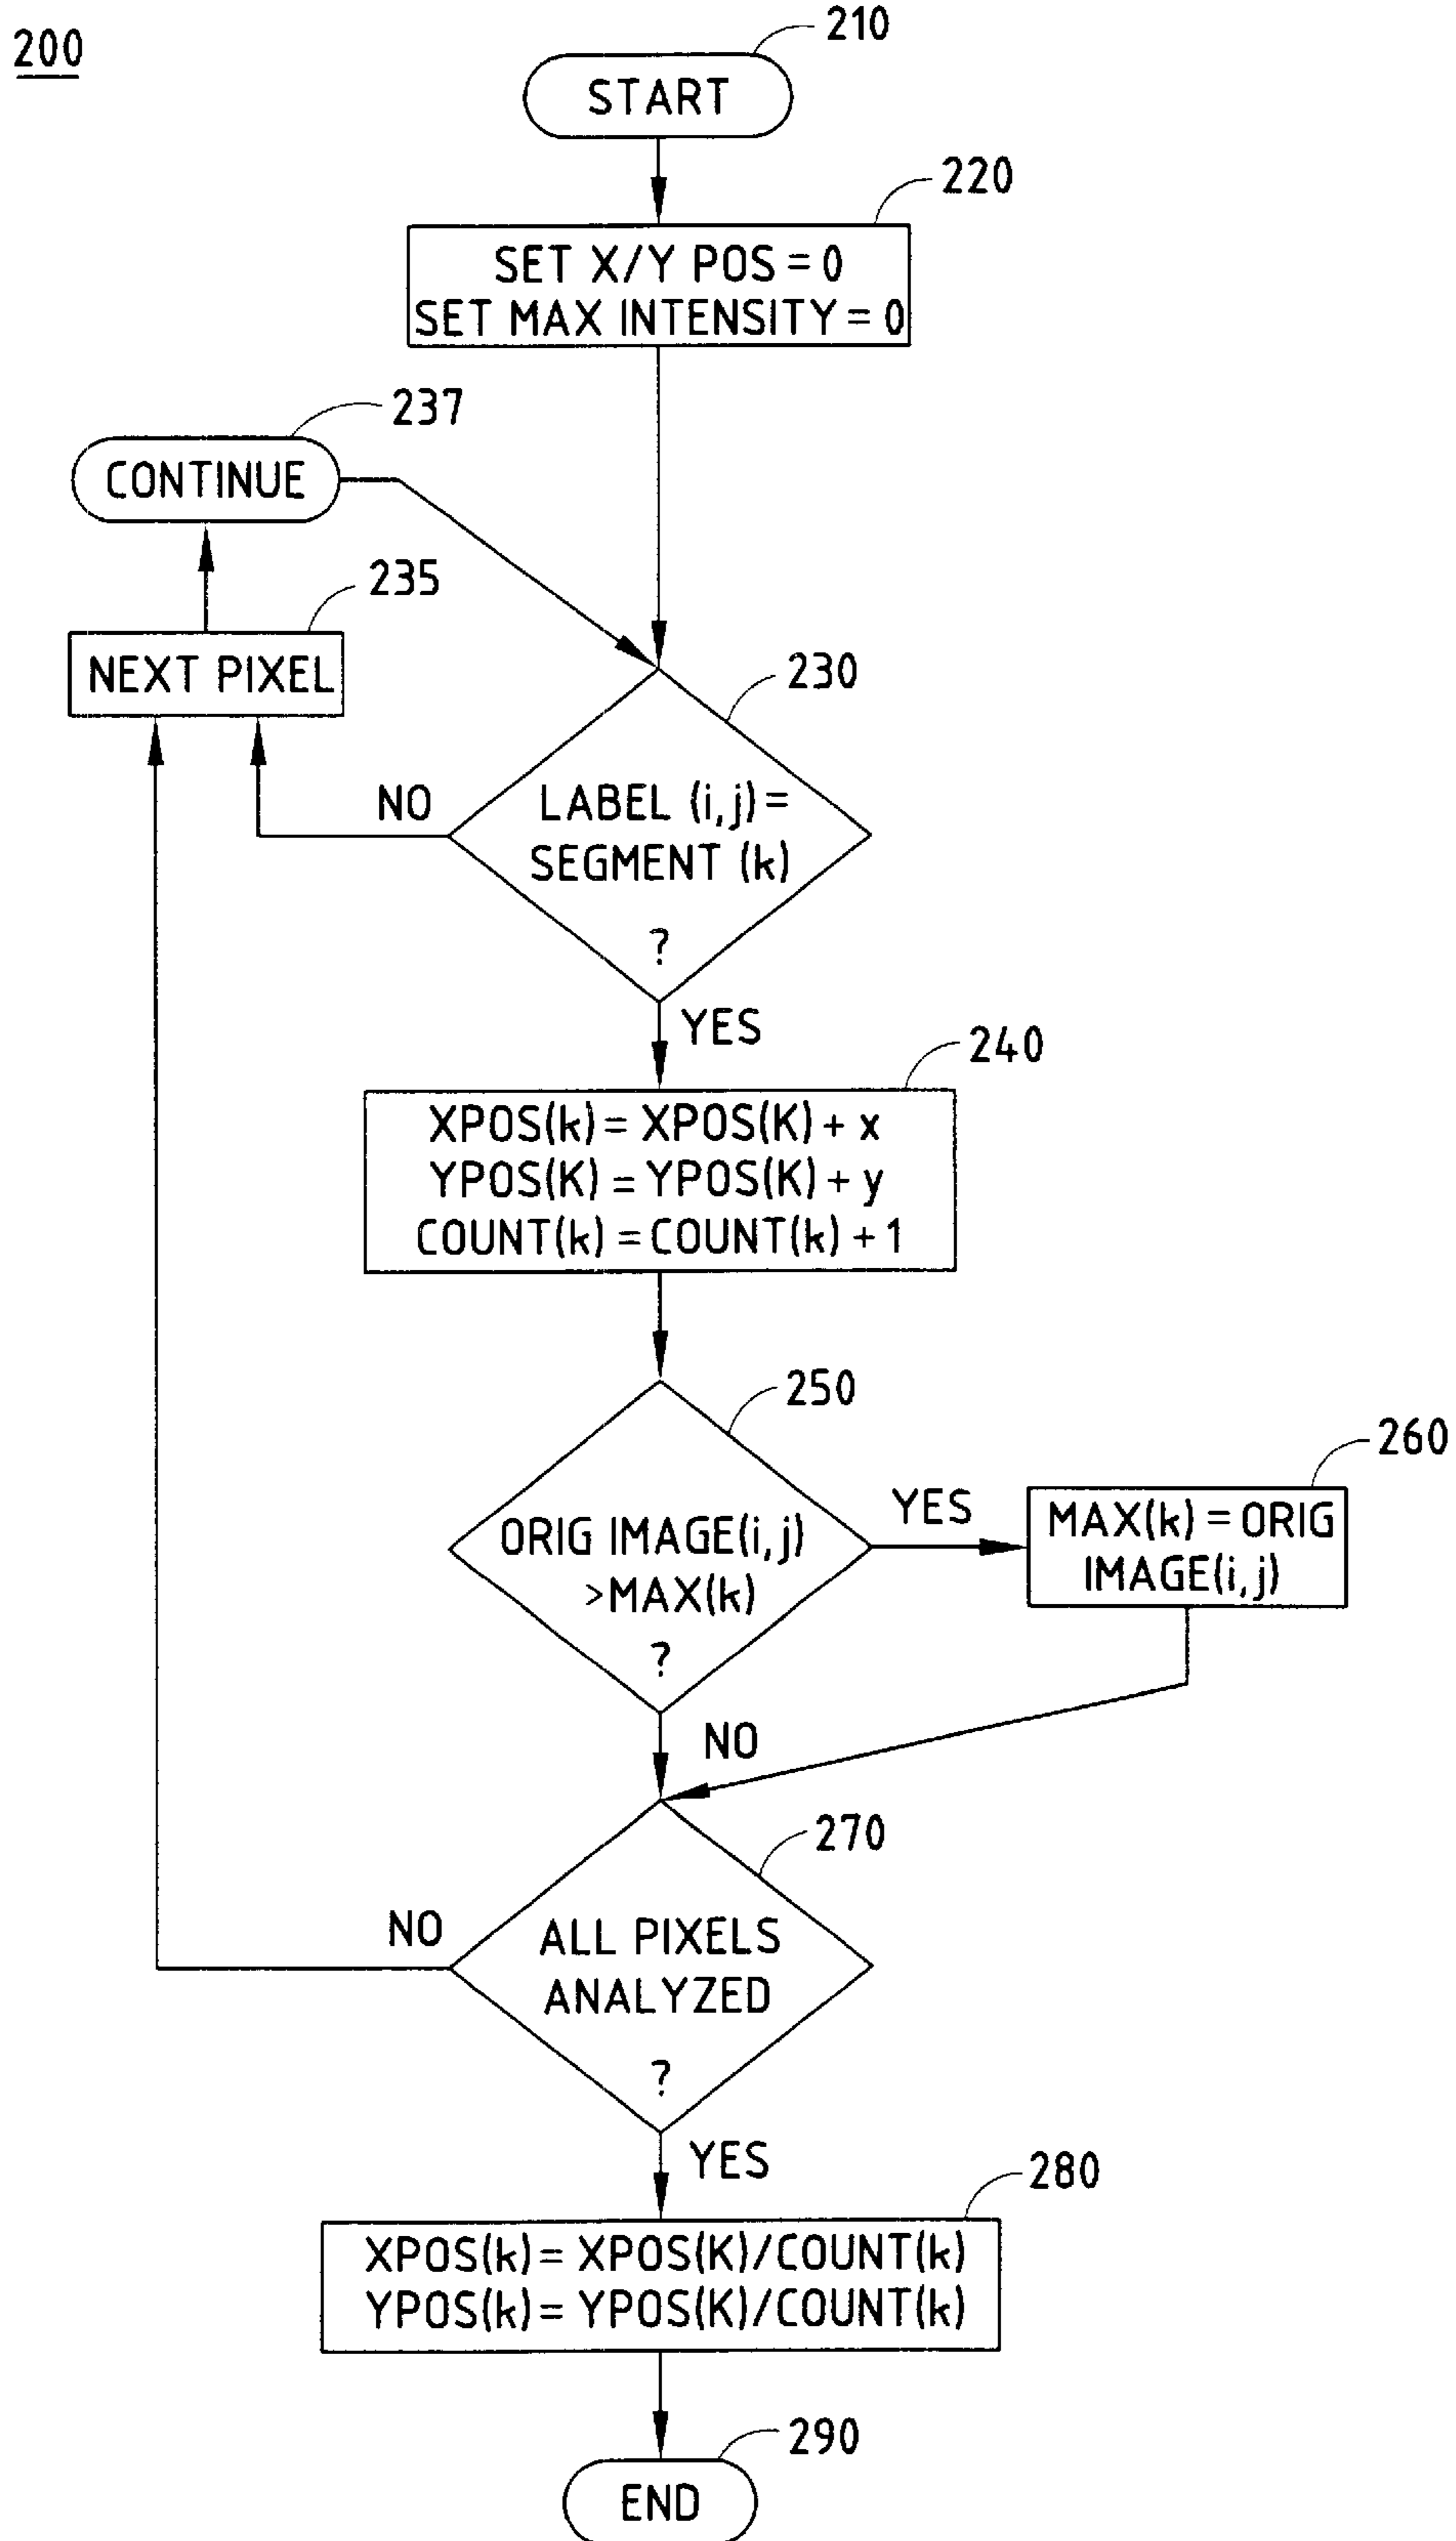 200
210
START
220
SET X/Y POS = 0
SET MAX INTENSITY = 0
237
CONTINUE
235
NEXT PIXEL
230
NO
LABEL (i,j) =
SEGMENT (k)
?
YES
240
XPOS(k) = XPOS(K) + x
YPOS(K) = YPOS(K) + y
COUNT(k) = COUNT(k) + 1
250
ORIG IMAGE(i,j)
>MAX(k)
?
YES
260
MAX(k) = ORIG
IMAGE(i,j)
NO
270
NO
ALL PIXELS
ANALYZED
?
YES
280
XPOS(k) = XPOS(K)/COUNT(k)
YPOS(k) = YPOS(K)/COUNT(k)
290
END